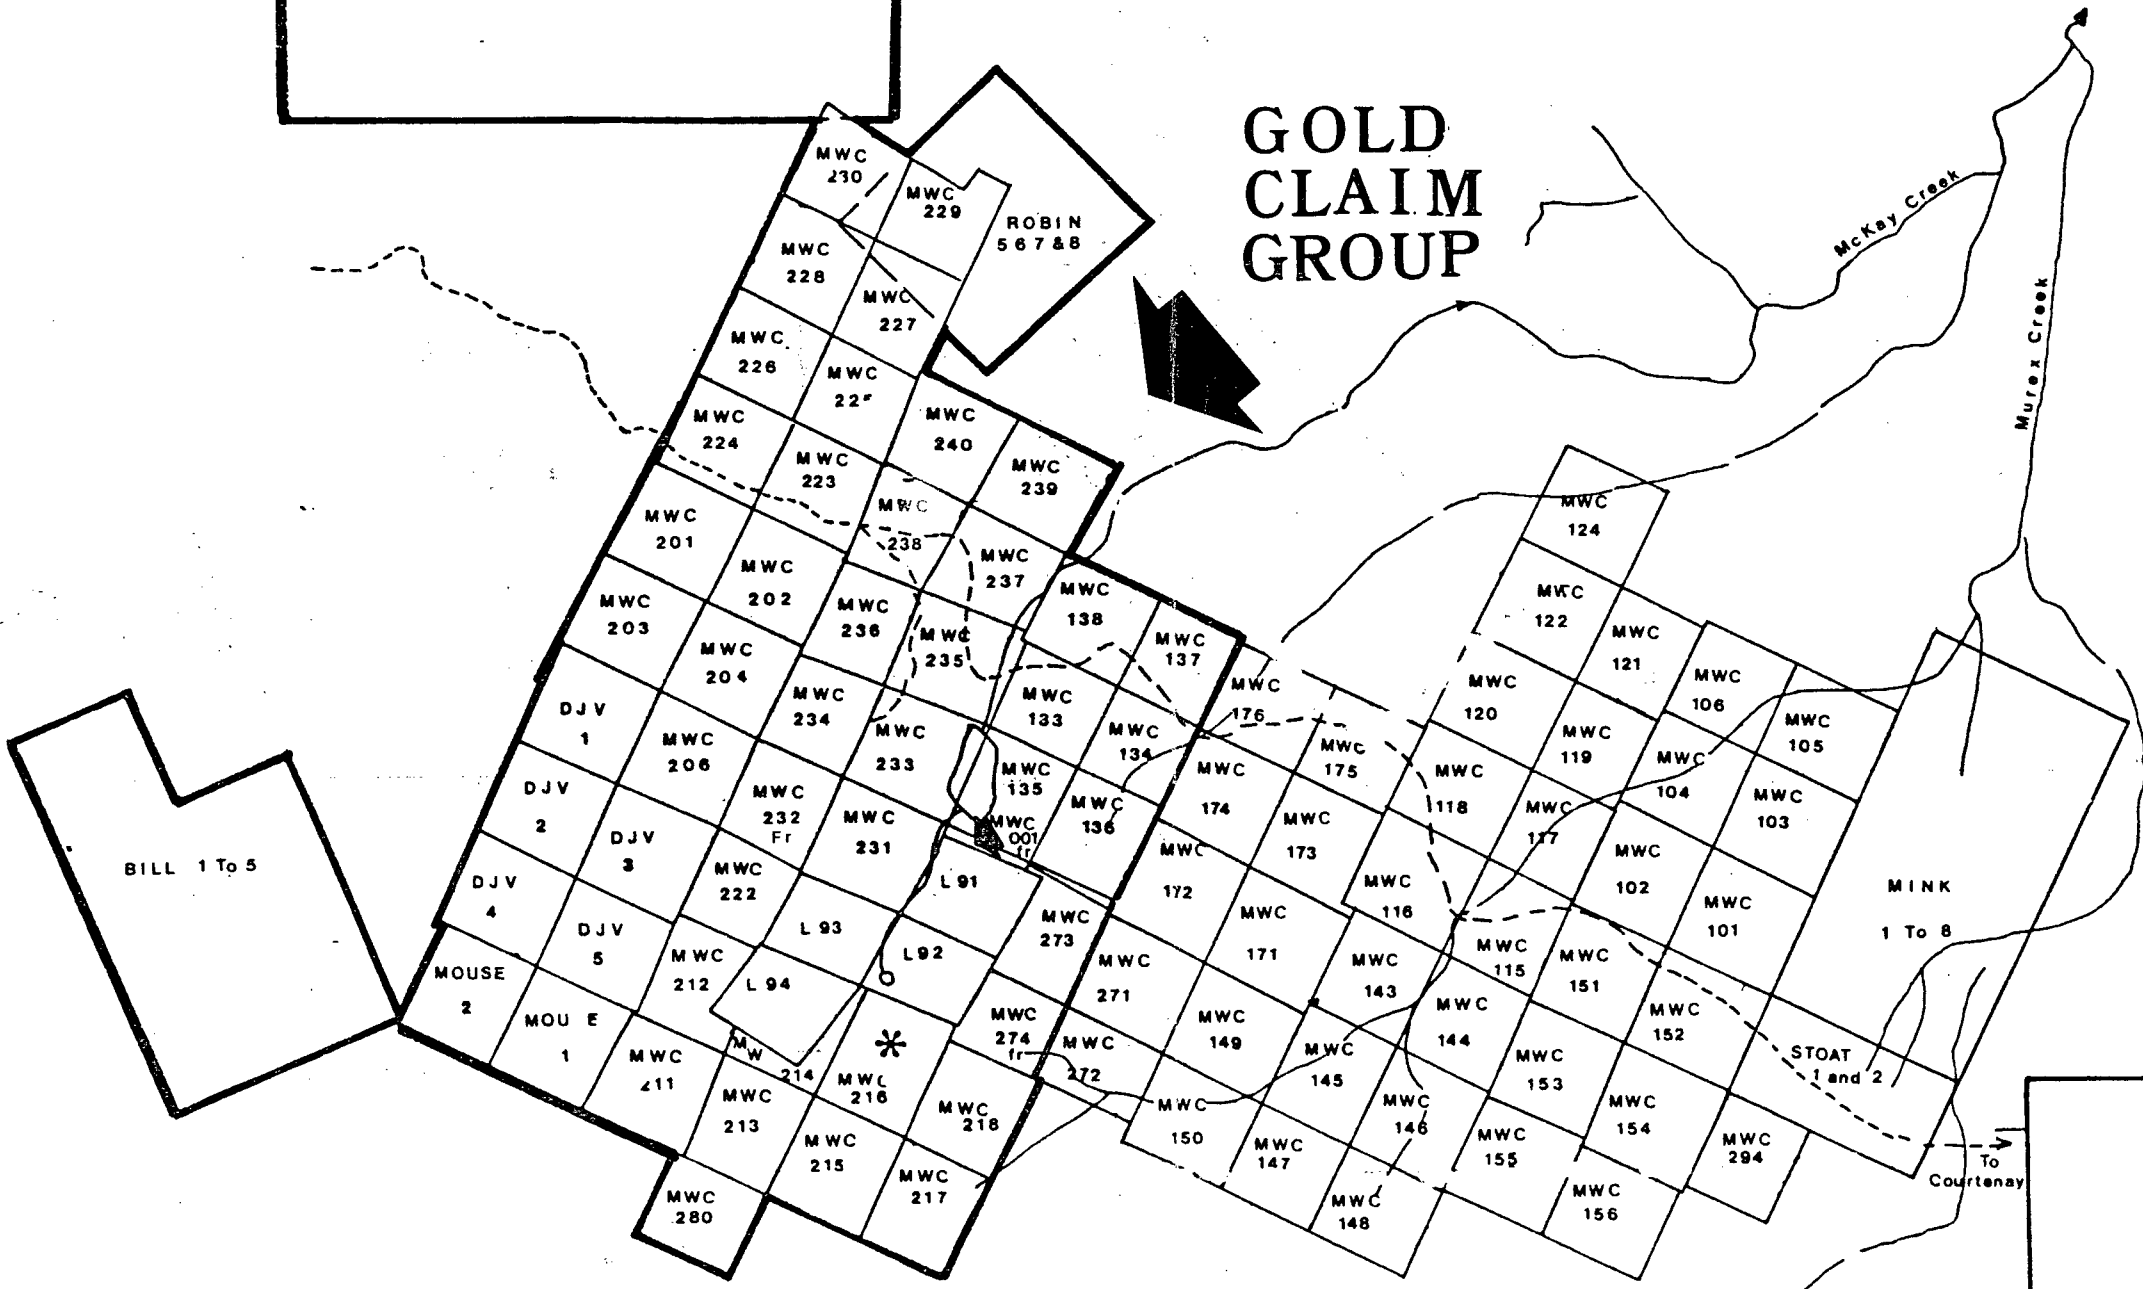 GOLD
CLAIM
GROUP
MWC
230
MWC
229
ROBIN
5 6 7 & 8
McKay Creek
Murex Creek
MWC
228
MWC
227
MWC
226
MWC
MWC
224
MWC
223
MWC
240
MWC
239
MWC
238
MWC
237
MWC
201
MWC
202
MWC
203
MWC
204
MWC
236
MWC
235
MWC
138
MWC
137
MWC
124
MWC
122
MWC
121
MWC
120
MWC
119
MWC
106
MWC
105
DJV
1
MWC
206
MWC
234
MWC
233
MWC
133
MWC
134
MWC
176
MWC
175
MWC
118
MWC
117
MWC
104
MWC
103
DJV
2
DJV
3
MWC
232
Fr
MWC
231
MWC
135
MWC
001
fr
MWC
136
MWC
174
MWC
173
MWC
172
MWC
116
MWC
102
MWC
101
MINK
1 To 8
BILL 1 To 5
DJV
4
DJV
5
MWC
222
L 93
L 91
L 92
L 94
MWC
273
MWC
171
MWC
271
MWC
143
MWC
115
MWC
151
MWC
152
MOUSE
2
MOU E
1
MWC
212
MWC
211
MW
214
MWC
213
MWC
216
MWC
274
fr
MWC
272
MWC
149
MWC
145
MWC
144
MWC
153
STOAT
1 and 2
MWC
218
MWC
215
MWC
217
MWC
280
MWC
150
MWC
147
MWC
146
MWC
148
MWC
155
MWC
154
MWC
156
MWC
294
To
Courtenay